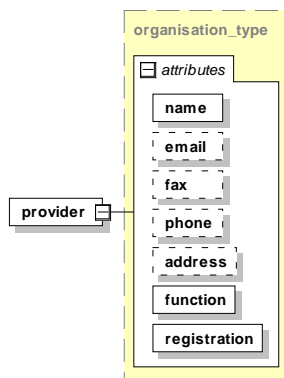 organisation_type
attributes
name
email
fax
phone
provider
address
function
registration